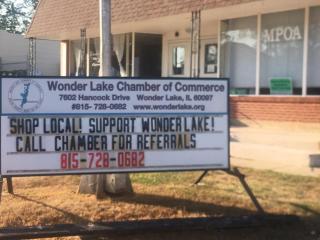 MPOA
Wonder Lake Chamber of Commerce
7602 Hancock Drive Wonder Lake, IL 60097
#815- 728-0682 www.wonderlake.org
SHOP LOCAL! SUPPORT WONDER LAKE!
CALL CHAMBER FOR REFERRALS
815-728-0682